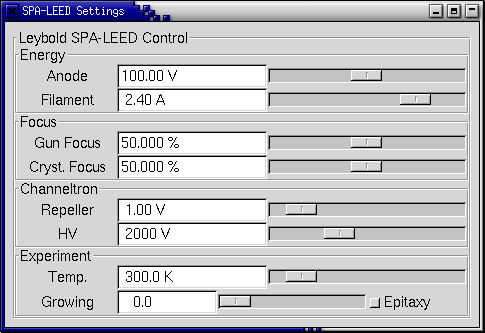 SPA-LEED Settings
Leybold SPA-LEED Control
Energy
Anode 100.00 V
Filament 2.40 A
Focus
Gun Focus 50.000 %
Cryst. Focus 50.000 %
Channeltron
Repeller 1.00 V
HV 2000 V
Experiment
Temp. 300.0 K
Growing 0.0 Epitaxy